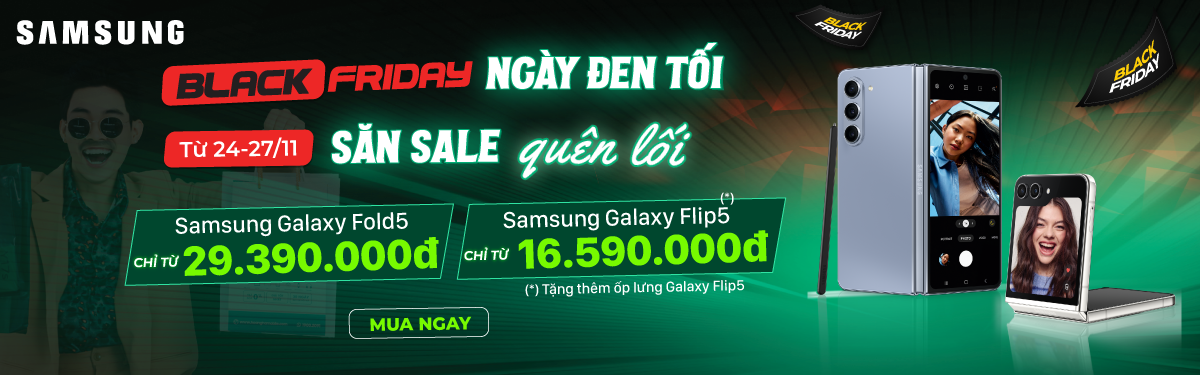 SAMSUNG
BLACK FRIDAY NGÀY ĐEN TỐI
Từ 24-27/11 SĂN SALE quên lối
Samsung Galaxy Fold5
CHỈ TỪ 29.390.000đ
Samsung Galaxy Flip5(*)
CHỈ TỪ 16.590.000đ
(*) Tặng thêm ốp lưng Galaxy Flip5
MUA NGAY
BLACK
FRIDAY
BLACK
FRIDAY